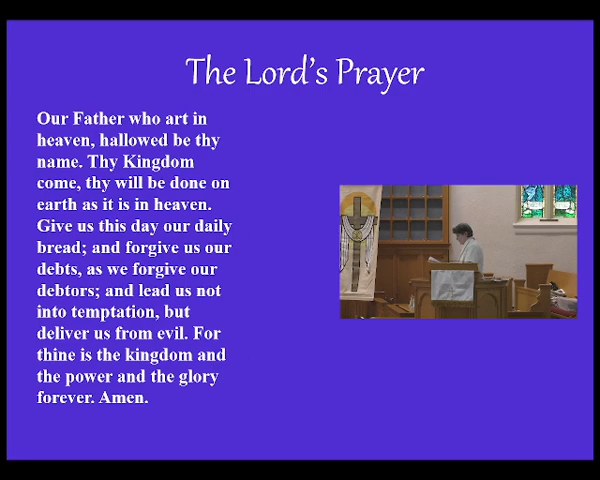 The Lord's Prayer
Our Father who art in
heaven, hallowed be thy
name. Thy Kingdom
come, thy will be done on
earth as it is in heaven.
Give us this day our daily
bread; and forgive us our
debts, as we forgive our
debtors; and lead us not
into temptation, but
deliver us from evil. For
thine is the kingdom and
the power and the glory
forever. Amen.